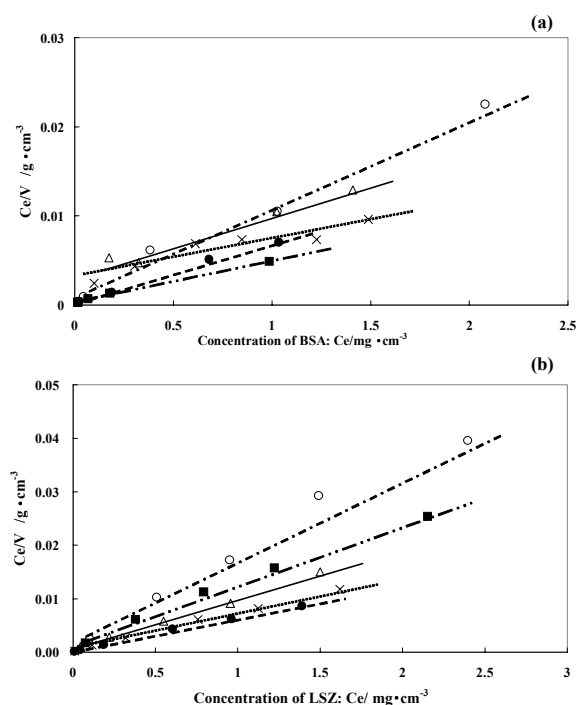 (a)
0.03
0.02
0.01
0
0 0.5 1 1.5 2 2.5
Ce/V /g•cm-3
Concentration of BSA: Ce/mg•cm-3
(b)
0.05
0.04
0.03
0.02
0.01
0.00
0 0.5 1 1.5 2 2.5 3
Ce/V /g•cm-3
Concentration of LSZ: Ce/ mg•cm-3